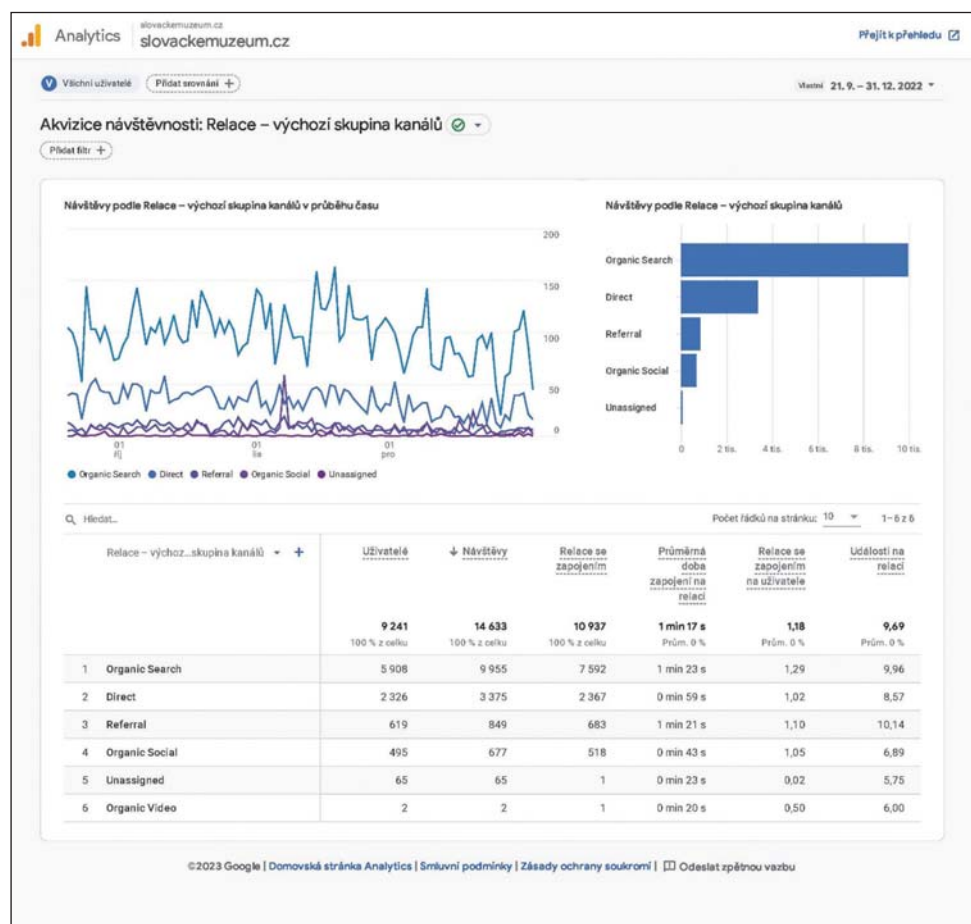 Analytics
slovackemuzeum.cz
slovackemuzeum.cz
Přejít k přehledu
V Všichni uživatelé
Přidat srovnání +
Vlastní 21. 9. – 31. 12. 2022
Akvizice návštěvnosti: Relace – výchozí skupina kanálů
Přidat filtr +
Návštěvy podle Relace – výchozí skupina kanálů v průběhu času
200
150
100
50
0
01 říj
01 lis
01 pro
Organic Search Direct Referral Organic Social Unassigned
Návštěvy podle Relace – výchozí skupina kanálů
Organic Search
Direct
Referral
Organic Social
Unassigned
0 2 tis. 4 tis. 6 tis. 8 tis. 10 tis.
Hledat...
Počet řádků na stránku: 10 1–6 z 6
Relace – výchoz...skupina kanálů +
Uživatelé
↓ Návštěvy
Relace se zapojením
Průměrná doba zapojení na relaci
Relace se zapojením na uživatele
Události na relaci
9 241 14 633 10 937 1 min 17 s 1,18 9,69
100 % z celku 100 % z celku 100 % z celku Prům. 0 % Prům. 0 % Prům. 0 %
1 Organic Search 5 908 9 955 7 592 1 min 23 s 1,29 9,96
2 Direct 2 326 3 375 2 367 0 min 59 s 1,02 8,57
3 Referral 619 849 683 1 min 21 s 1,10 10,14
4 Organic Social 495 677 518 0 min 43 s 1,05 6,89
5 Unassigned 65 65 1 0 min 23 s 0,02 5,75
6 Organic Video 2 2 1 0 min 20 s 0,50 6,00
©2023 Google | Domovská stránka Analytics | Smluvní podmínky | Zásady ochrany soukromí | Odeslat zpětnou vazbu